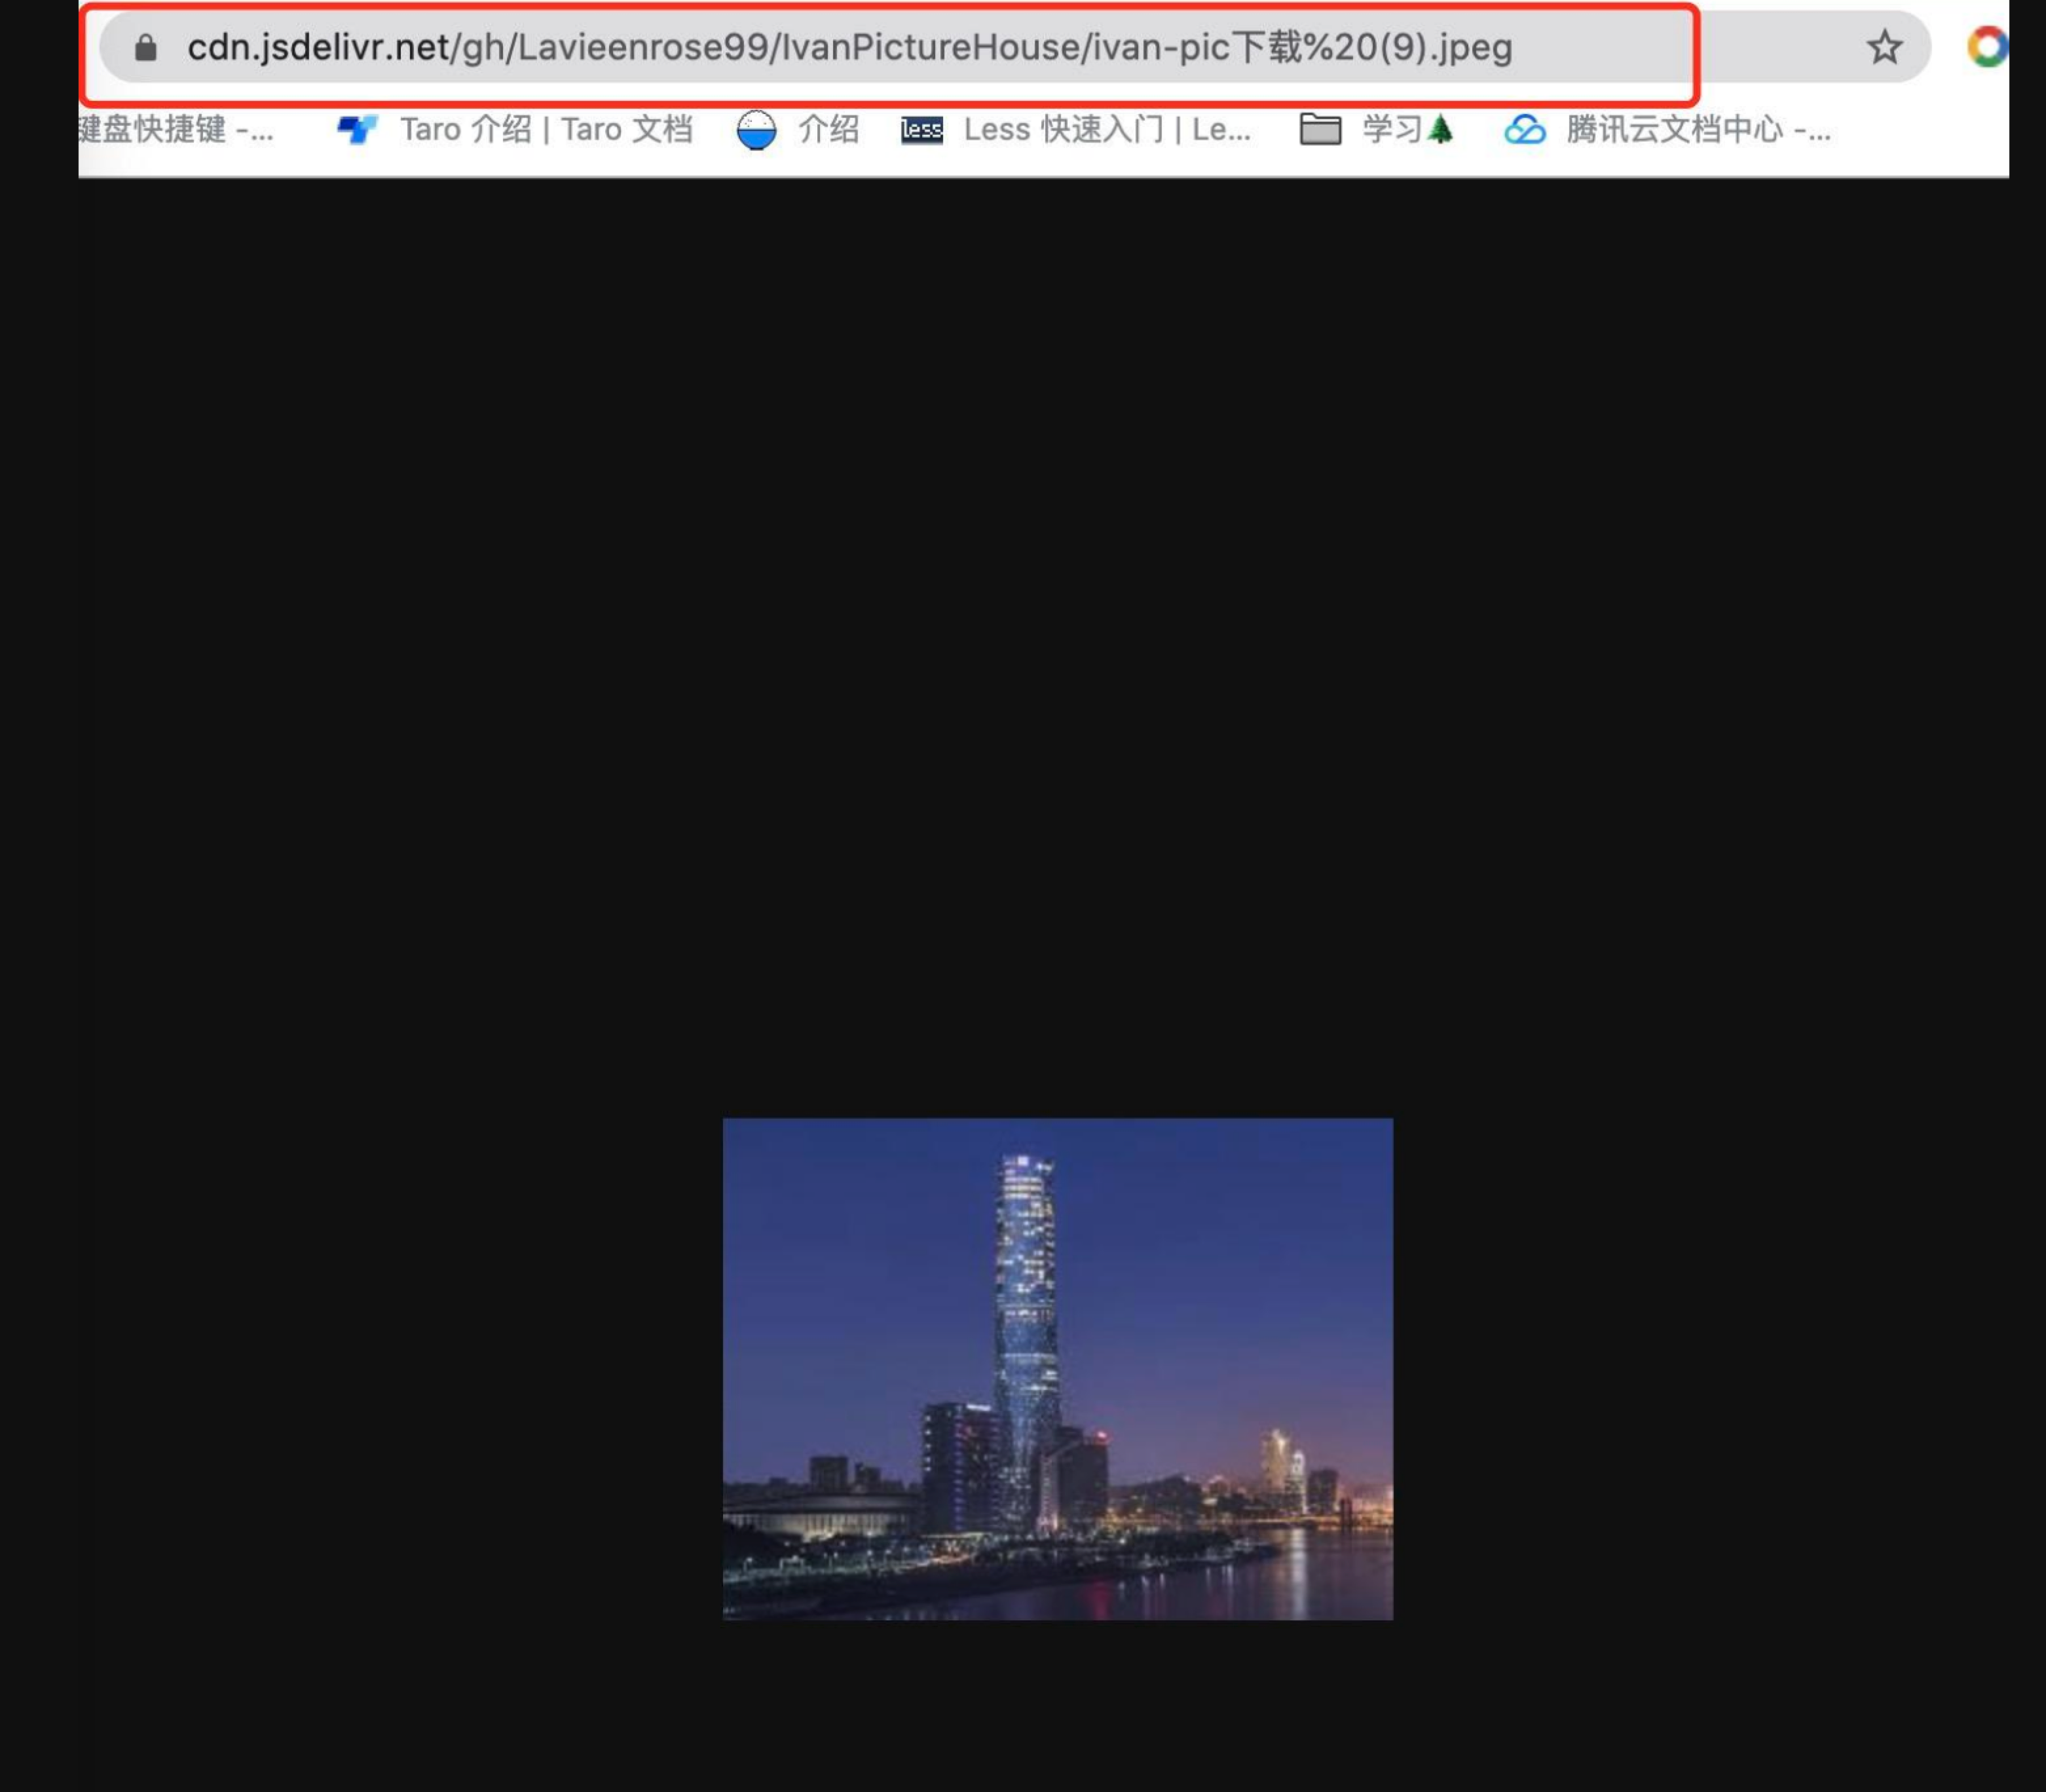 cdn.jsdelivr.net/gh/Lavieenrose99/IvanPictureHouse/ivan-pic下载%20(9).jpeg
键盘快捷键 -... Taro 介绍 | Taro 文档 介绍 less Less 快速入门 | Le... 学习🌲 腾讯云文档中心 -...